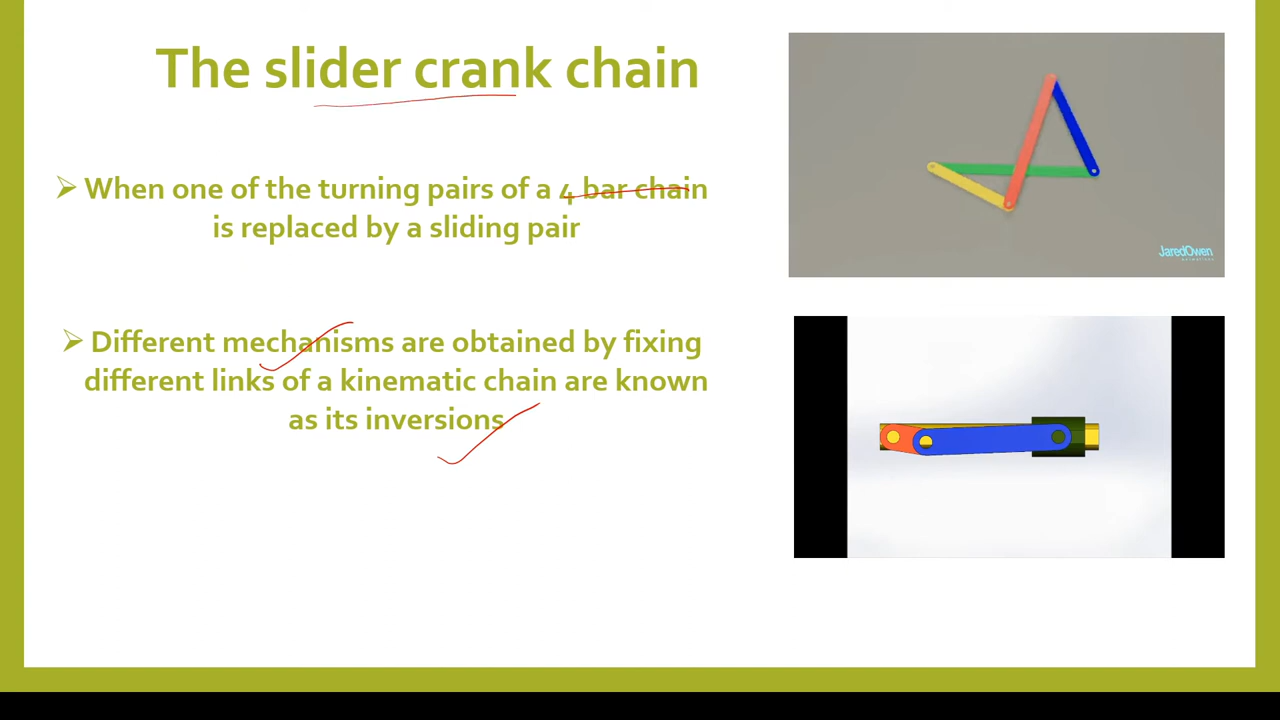 The slider crank chain
➢ When one of the turning pairs of a 4 bar chain
is replaced by a sliding pair
➢ Different mechanisms are obtained by fixing
different links of a kinematic chain are known
as its inversions
JaredOwen
ANIMATIONS